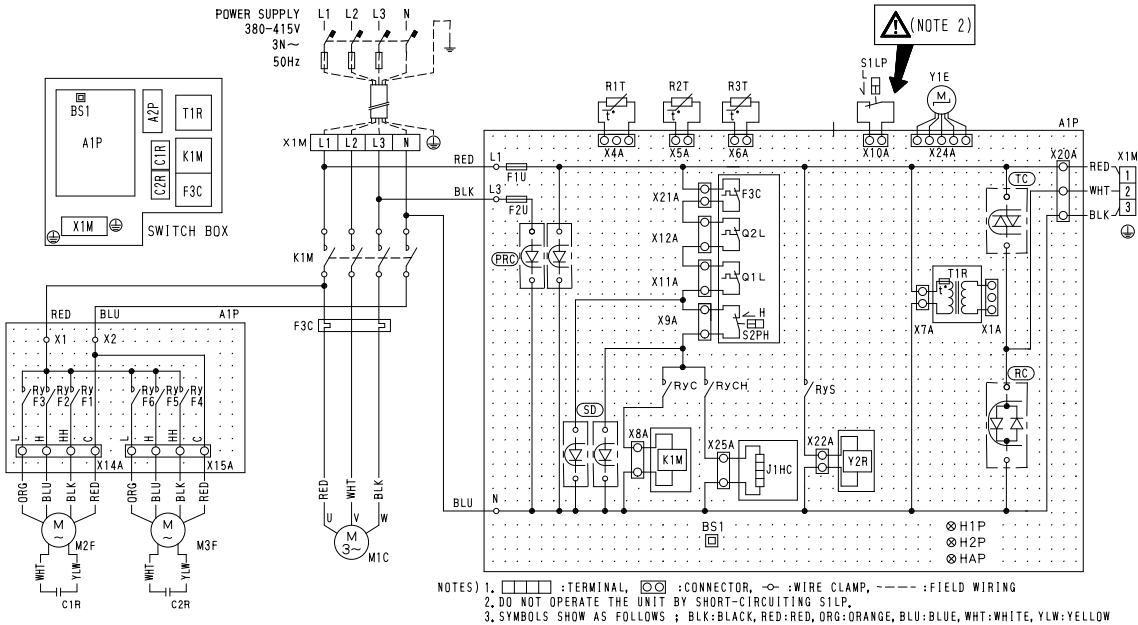 POWER SUPPLY
380-415V
3N~
50Hz
L1 L2 L3 N
(NOTE 2)
S1LP
L
Y1E
M
R1T
R2T
R3T
t°
t°
t°
BS1
A2P
T1R
A1P
C1R
K1M
C2R
F3C
X1M
SWITCH BOX
X1M L1 L2 L3 N
A1P
X4A
X5A
X6A
X10A
X24A
X20A
RED
L1
F1U
BLK
L3
F2U
RED
X1M
1
WHT
2
BLK
3
TC
X21A
F3C
X12A
Q2L
X11A
Q1L
X9A
H
S2PH
PRC
K1M
T1R
t°
X7A
X1A
RED
BLU
A1P
F3C
X1
X2
Ry F3
Ry F2
Ry F1
Ry F6
Ry F5
Ry F4
RyC
RyCH
RyS
RC
SD
L H HH C
L H HH C
X14A
X15A
X8A
K1M
X25A
J1HC
X22A
Y2R
ORG BLU BLK RED
ORG BLU BLK RED
RED WHT BLK
U V W
BLU
N
M
~
M2F
M
~
M3F
M
3~
M1C
BS1
H1P
H2P
HAP
WHT YLW
WHT YLW
C1R
C2R
NOTES) 1. :TERMINAL, :CONNECTOR, :WIRE CLAMP, :FIELD WIRING
2. DO NOT OPERATE THE UNIT BY SHORT-CIRCUITING S1LP.
3. SYMBOLS SHOW AS FOLLOWS ; BLK:BLACK, RED:RED, ORG:ORANGE, BLU:BLUE, WHT:WHITE, YLW:YELLOW